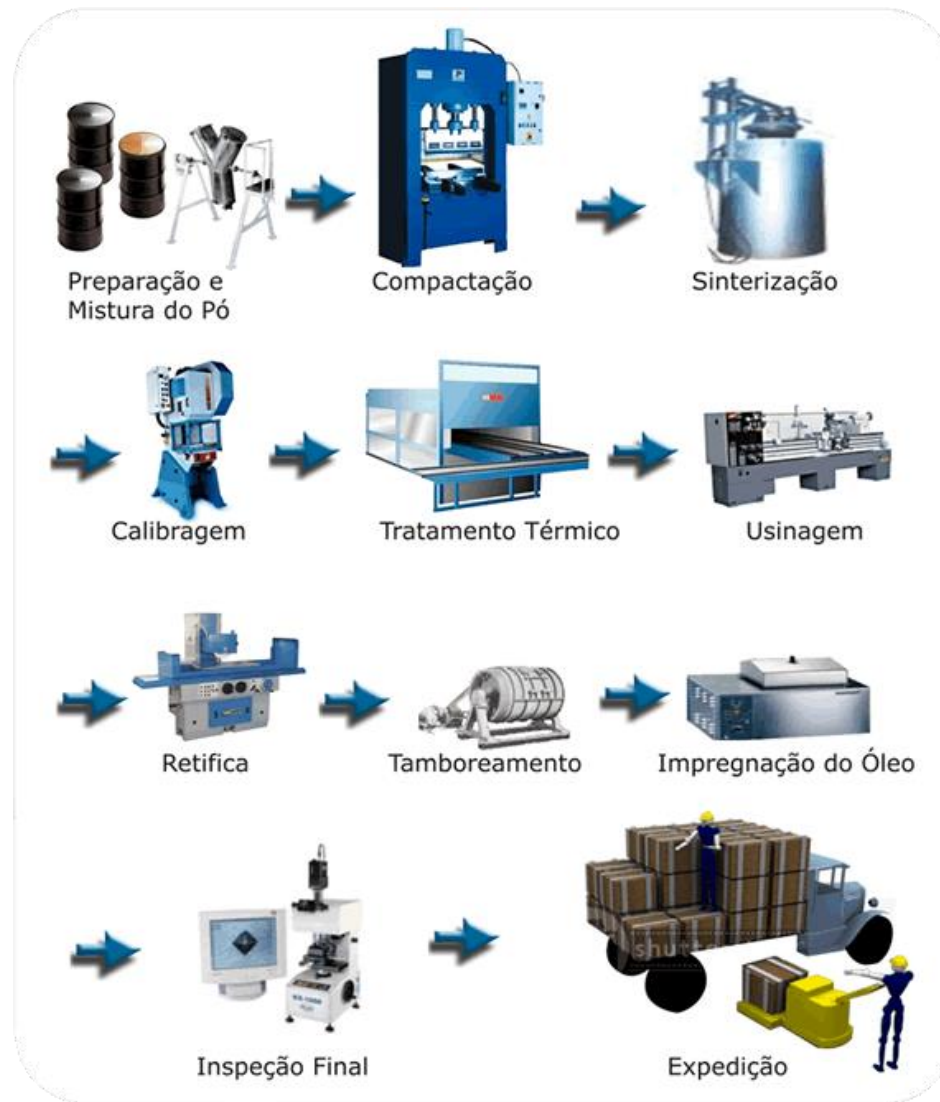 Preparação e
Mistura do Pó
Compactação
Sinterização
Calibragem
Tratamento Térmico
Usinagem
Retifica
Tamboreamento
Impregnação do Óleo
Inspeção Final
Expedição